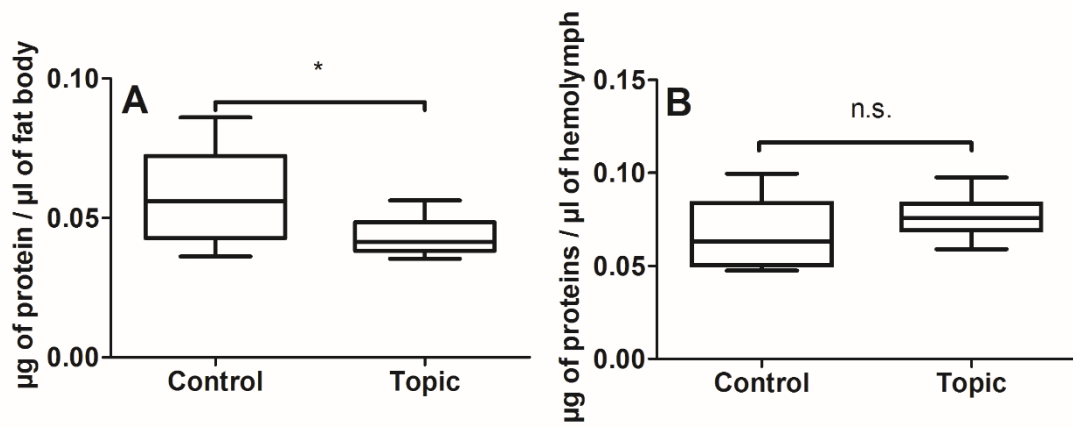 A
*
µg of protein / µl of fat body
0.10
0.05
0.00
Control Topic
B
n.s.
µg of proteins / µl of hemolymph
0.15
0.10
0.05
0.00
Control Topic